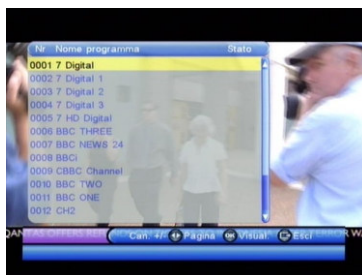 Nr Nome programma Stato
0001 7 Digital
0002 7 Digital 1
0003 7 Digital 2
0004 7 Digital 3
0005 7 HD Digital
0006 BBC THREE
0007 BBC NEWS 24
0008 BBCi
0009 CBBC Channel
0010 BBC TWO
0011 BBC ONE
0012 CH2
Can. +/- Pagina OK Visual. Esci